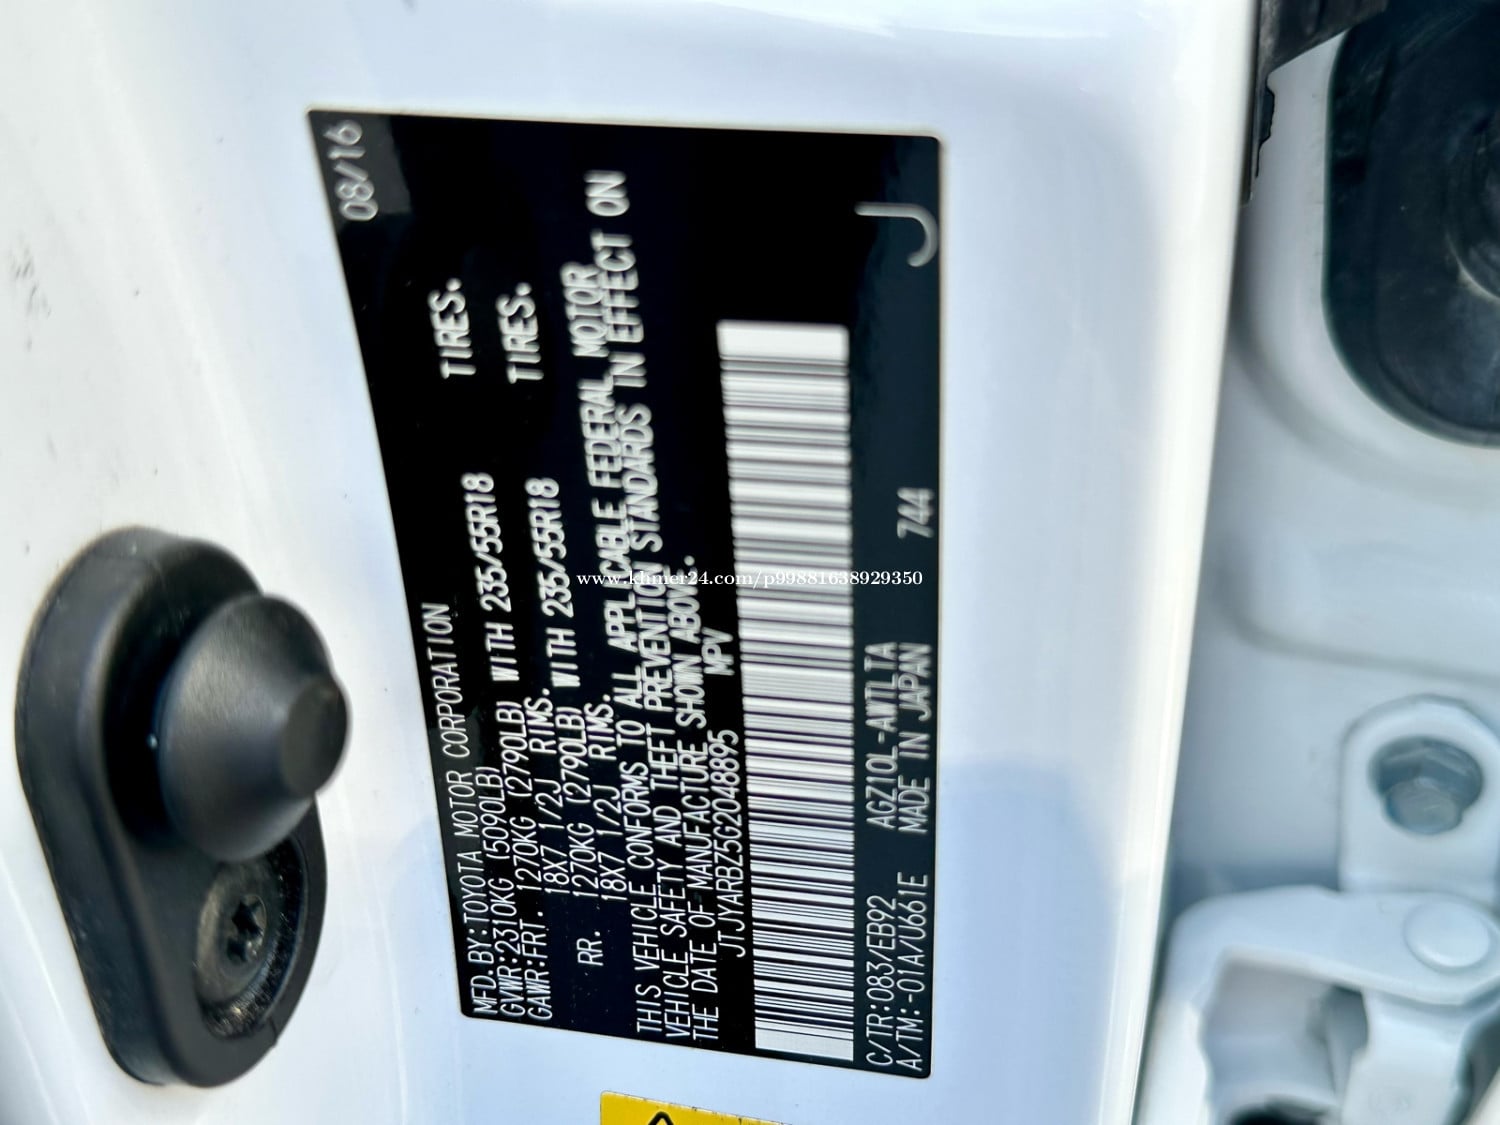 MFD. BY:TOYOTA MOTOR CORPORATION 08/16
GVWR:2310KG (5090LB)
GAWR:FRT. 1270KG (2790LB) WITH 235/55R18 TIRES.
18X7 1/2J RIMS.
RR. 1270KG (2790LB) WITH 235/55R18 TIRES.
18X7 1/2J RIMS.
THIS VEHICLE CONFORMS TO ALL APPLICABLE FEDERAL MOTOR
VEHICLE SAFETY AND THEFT PREVENTION STANDARDS IN EFFECT ON
THE DATE OF MANUFACTURE SHOWN ABOVE.
JTJYARBZ5G2048895 MPV
C/TR:083/EB92 AGZ10L-AWTLTA 744
A/TM:-01A/U661E MADE IN JAPAN J
www.khmer24.com/p99881638929350